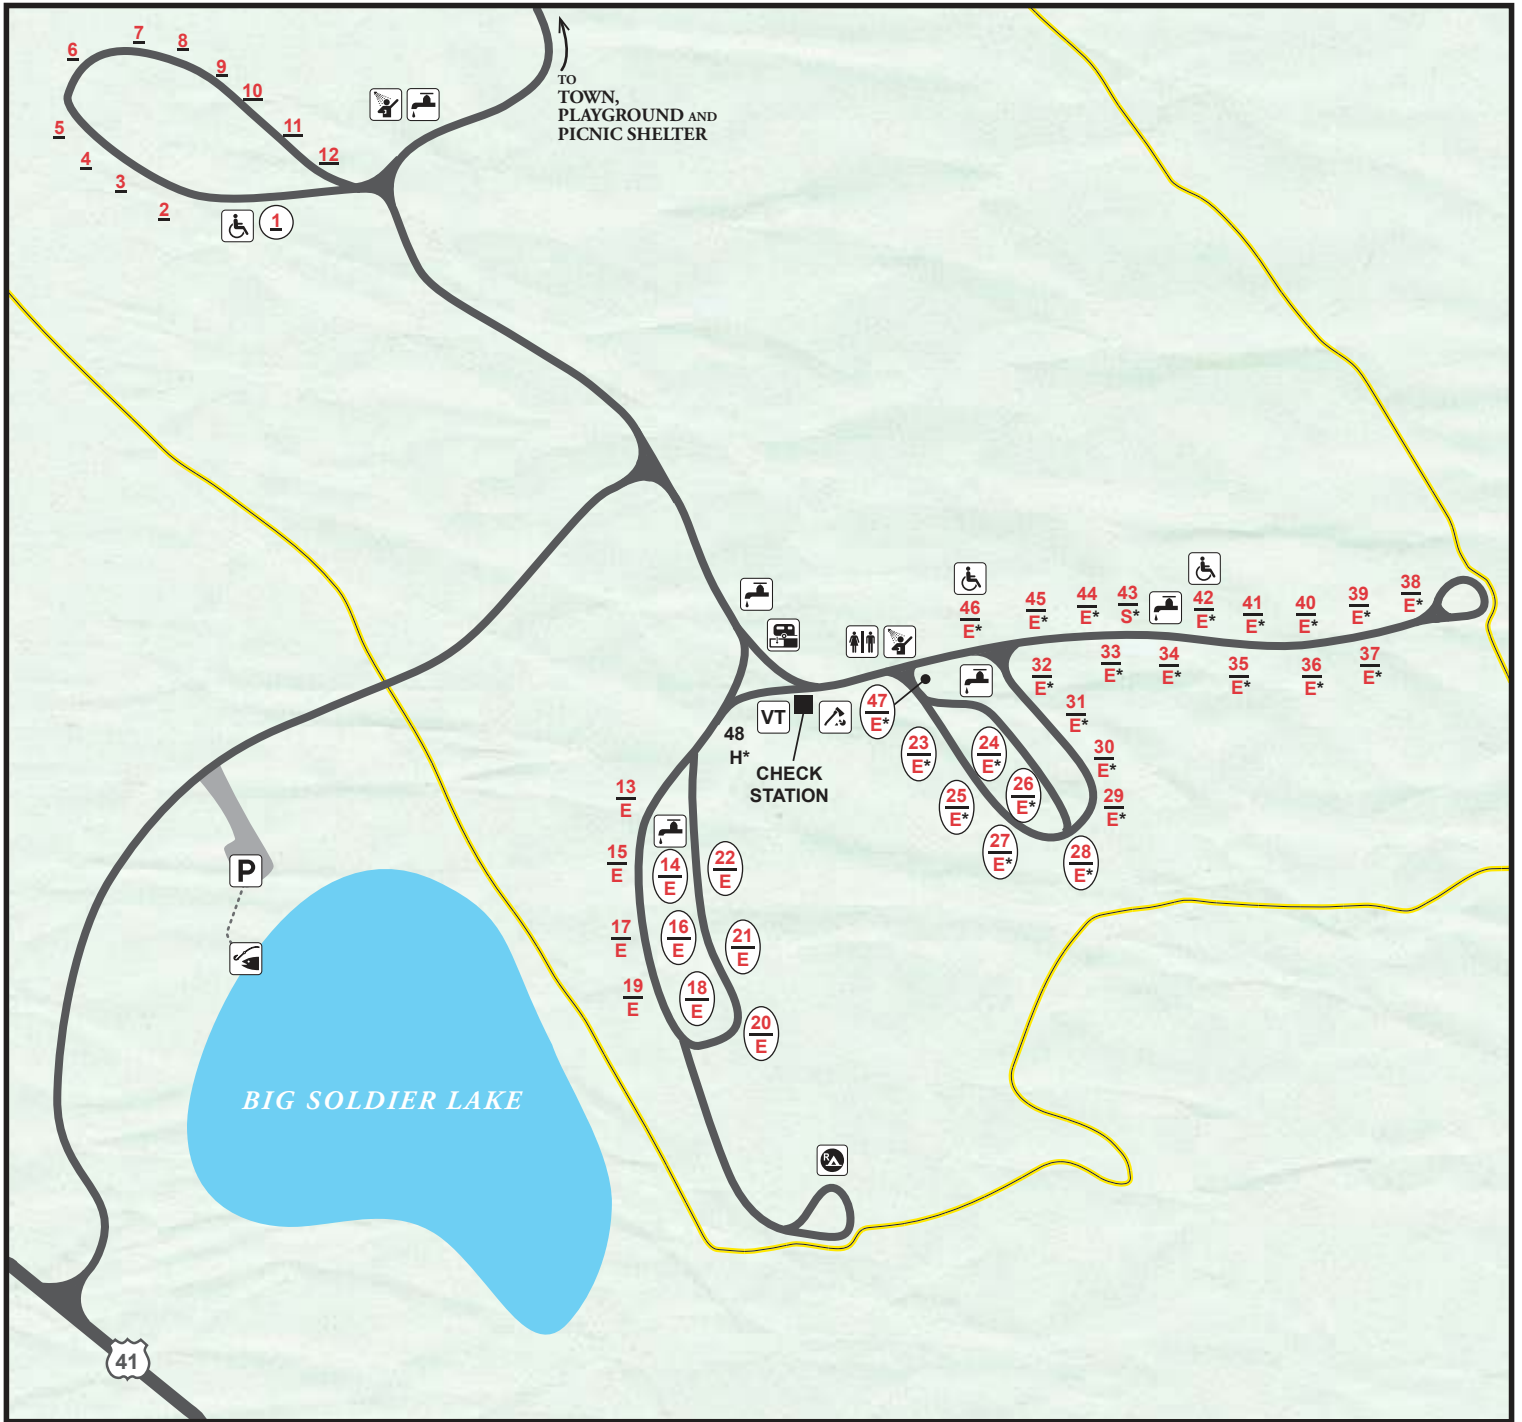 7
8
6
9
10
11
12
5
4
3
2
1
TO
TOWN,
PLAYGROUND AND
PICNIC SHELTER
46
E*
45
E*
44
E*
43
S*
42
E*
41
E*
40
E*
39
E*
38
E*
32
E*
33
E*
34
E*
35
E*
36
E*
37
E*
31
E*
30
E*
29
E*
47
E*
23
E*
24
E*
25
E*
26
E*
27
E*
28
E*
VT
48
H*
CHECK
STATION
13
E
15
E
14
E
22
E
17
E
16
E
21
E
19
E
18
E
20
E
P
BIG SOLDIER LAKE
R
41